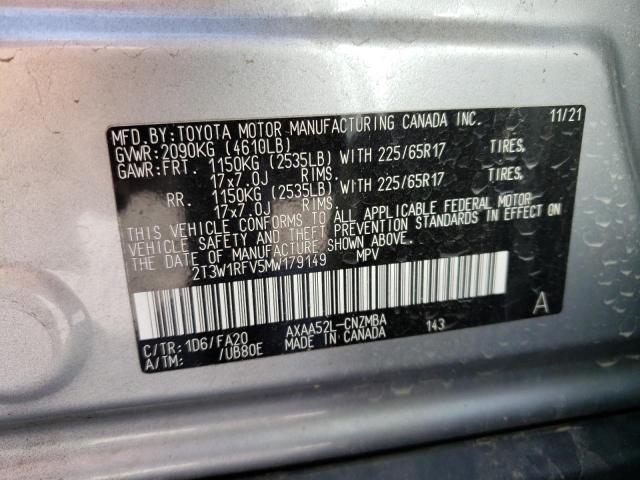 MFD.BY:TOYOTA MOTOR MANUFACTURING CANADA INC. 11/21
GVWR:2090KG (4610LB)
GAWR:FRT. 1150KG (2535LB) WITH 225/65R17 TIRES,
17x7.0J RIMS.
RR. 1150KG (2535LB) WITH 225/65R17 TIRES,
17x7.0J RIMS.
THIS VEHICLE CONFORMS TO ALL APPLICABLE FEDERAL MOTOR
VEHICLE SAFETY AND THEFT PREVENTION STANDARDS IN EFFECT ON
THE DATE OF MANUFACTURE SHOWN ABOVE.
2T3W1RFV5MW179149 MPV
C/TR:1D6/FA20 AXAA52L-CNZMBA 143 A
A/TM: /UB80E MADE IN CANADA